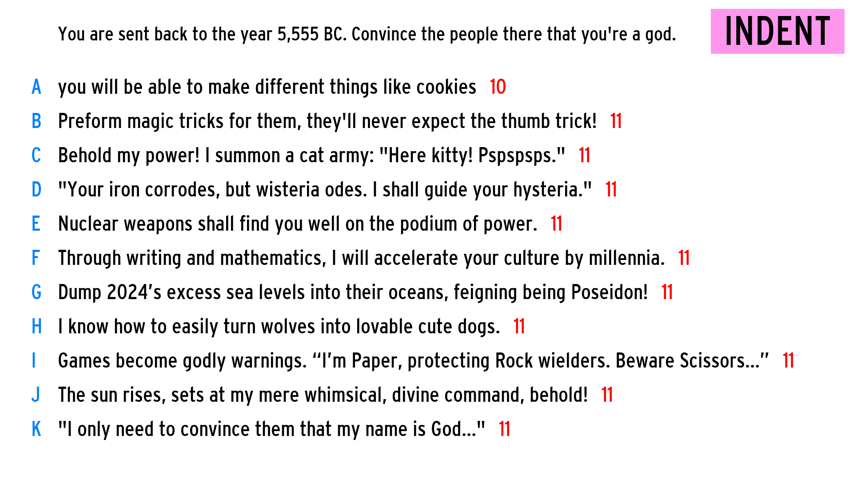 You are sent back to the year 5,555 BC. Convince the people there that you're a god.
INDENT
A you will be able to make different things like cookies 10
B Preform magic tricks for them, they'll never expect the thumb trick! 11
C Behold my power! I summon a cat army: "Here kitty! Pspspsps." 11
D "Your iron corrodes, but wisteria odes. I shall guide your hysteria." 11
E Nuclear weapons shall find you well on the podium of power. 11
F Through writing and mathematics, I will accelerate your culture by millennia. 11
G Dump 2024’s excess sea levels into their oceans, feigning being Poseidon! 11
H I know how to easily turn wolves into lovable cute dogs. 11
I Games become godly warnings. “I’m Paper, protecting Rock wielders. Beware Scissors...” 11
J The sun rises, sets at my mere whimsical, divine command, behold! 11
K "I only need to convince them that my name is God..." 11